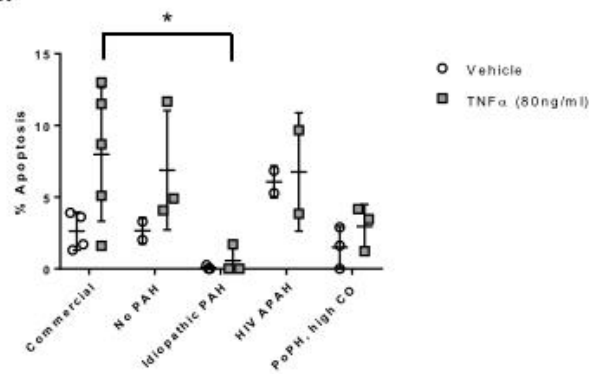 *
15
10
5
0
% Apoptosis
Commercial
No PAH
Idiopathic PAH
HIV APAH
PoPH, high CO
Vehicle
TNFα (80ng/ml)